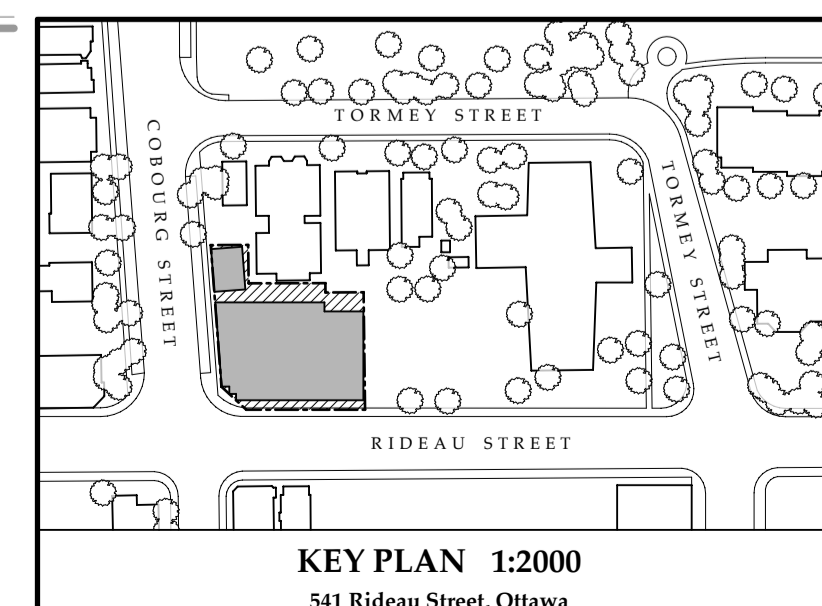 TORMEY STREET
COBOURG STREET
TORMEY STREET
RIDEAU STREET
KEY PLAN 1:2000
541 Rideau Street, Ottawa